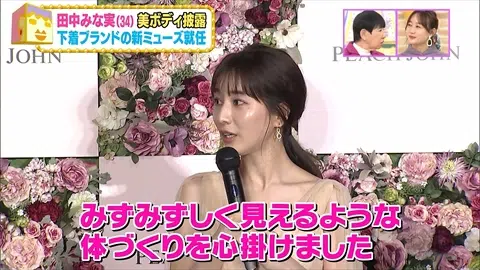 田中みな実(34) 美ボディ披露
下着ブランドの新ミューズ就任
JOHN
PEACH JOHN
みずみずしく見えるような
体づくりを心掛けました